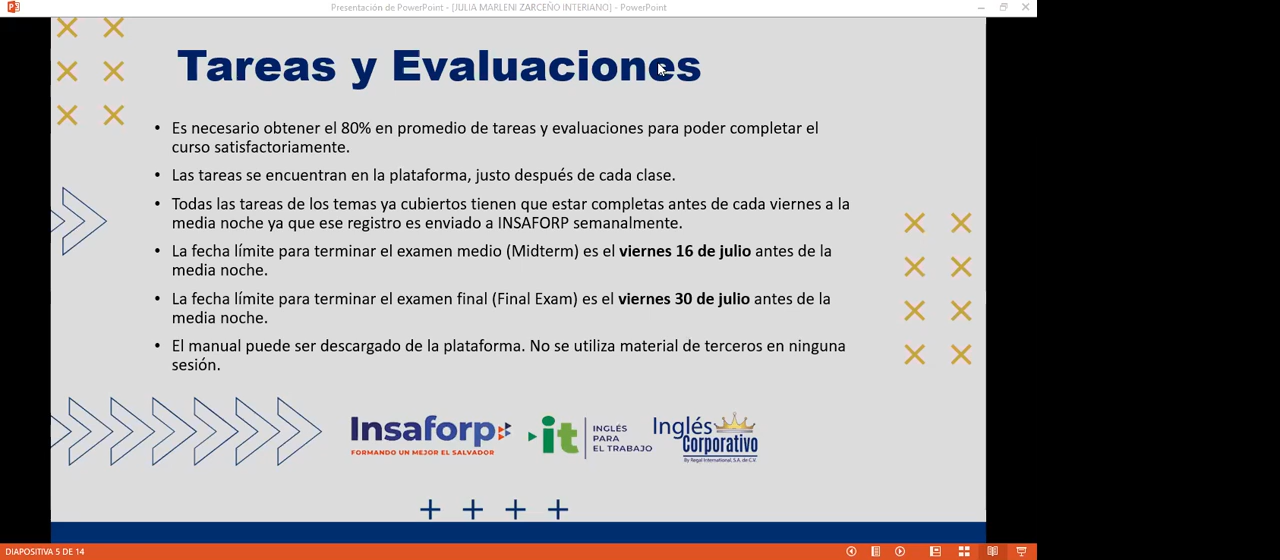 Presentación de PowerPoint - [JULIA MARLENI ZARCEÑO INTERIANO] - PowerPoint
Tareas y Evaluaciones
• Es necesario obtener el 80% en promedio de tareas y evaluaciones para poder completar el
curso satisfactoriamente.
• Las tareas se encuentran en la plataforma, justo después de cada clase.
• Todas las tareas de los temas ya cubiertos tienen que estar completas antes de cada viernes a la
media noche ya que ese registro es enviado a INSAFORP semanalmente.
• La fecha límite para terminar el examen medio (Midterm) es el viernes 16 de julio antes de la
media noche.
• La fecha límite para terminar el examen final (Final Exam) es el viernes 30 de julio antes de la
media noche.
• El manual puede ser descargado de la plataforma. No se utiliza material de terceros en ninguna
sesión.
Insaforp
FORMANDO UN MEJOR EL SALVADOR
it
INGLÉS
PARA
EL TRABAJO
Inglés
Corporativo
By Regal International, S.A. de C.V.
DIAPOSITIVA 5 DE 14